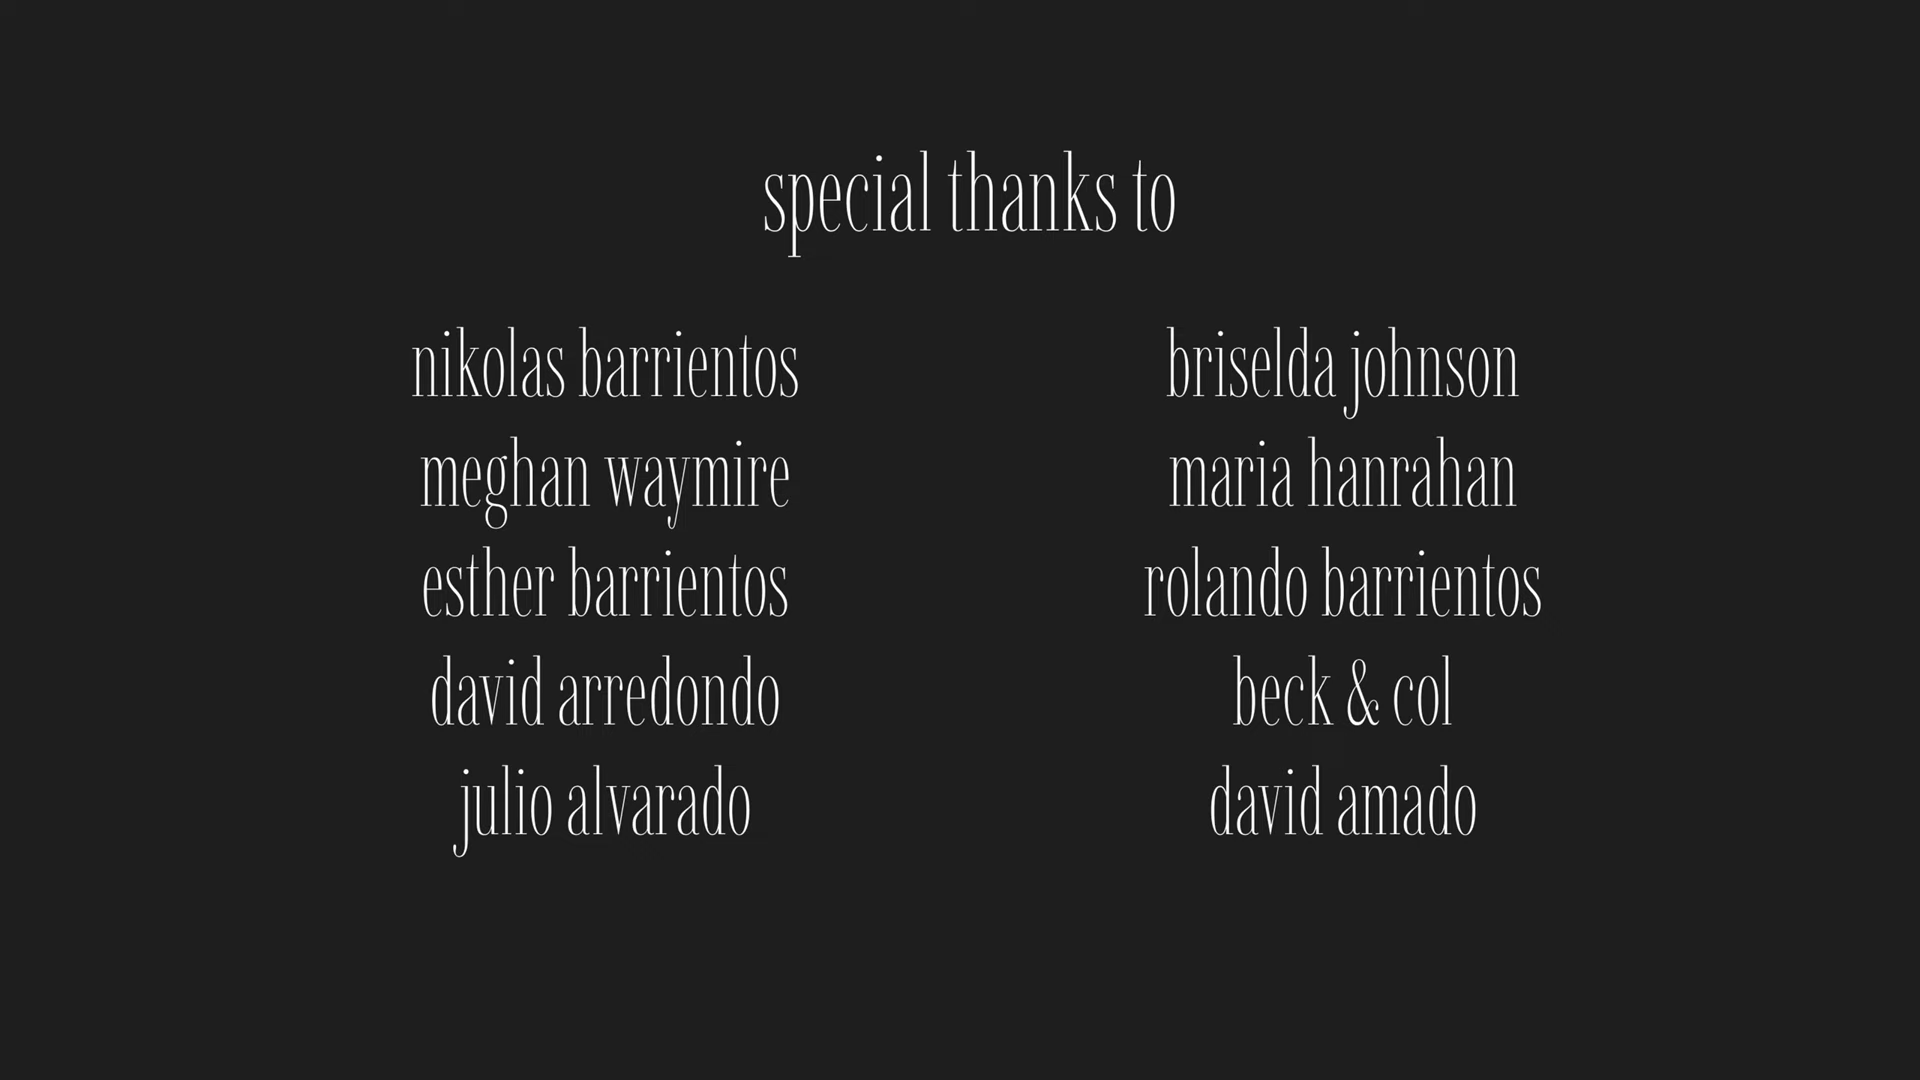 special thanks to
nikolas barrientos
meghan waymire
esther barrientos
david arredondo
julio alvarado
briselda johnson
maria hanrahan
rolando barrientos
beck & col
david amado